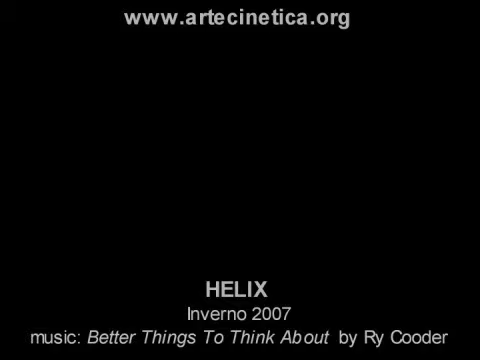 www.artecinetica.org
HELIX
Inverno 2007
music: Better Things To Think About by Ry Cooder